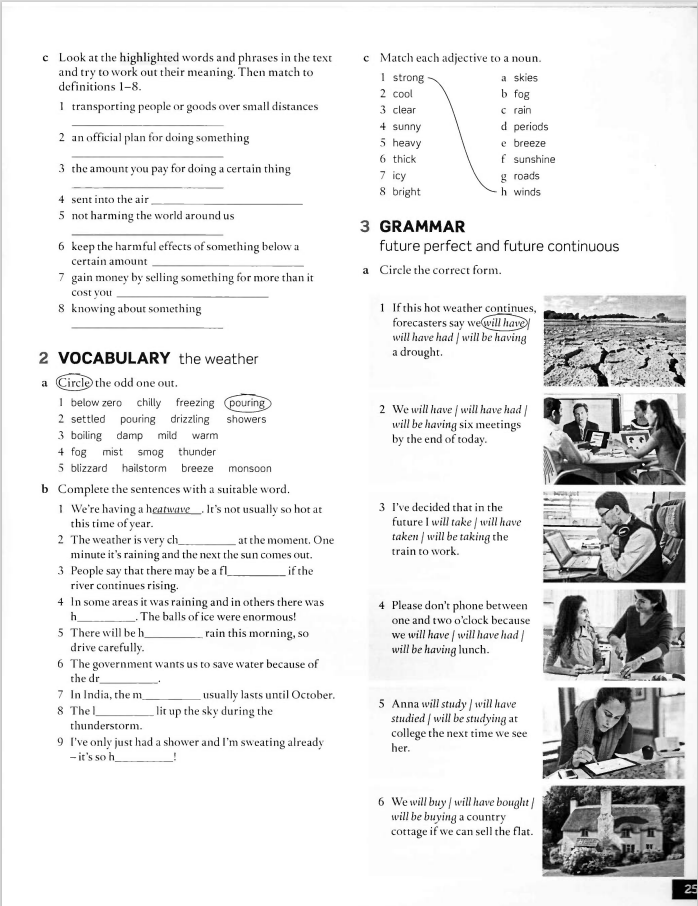 c Look at the highlighted words and phrases in the text
and try to work out their meaning. Then match to
definitions 1–8.
1 transporting people or goods over small distances
____________________
2 an official plan for doing something
____________________
3 the amount you pay for doing a certain thing
____________________
4 sent into the air ____________________
5 not harming the world around us
____________________
6 keep the harmful effects of something below a
certain amount ____________________
7 gain money by selling something for more than it
cost you ____________________
8 knowing about something
____________________
2 VOCABULARY the weather
a Circle the odd one out.
1 below zero chilly freezing pouring
2 settled pouring drizzling showers
3 boiling damp mild warm
4 fog mist smog thunder
5 blizzard hailstorm breeze monsoon
b Complete the sentences with a suitable word.
1 We're having a heatwave . It's not usually so hot at
this time of year.
2 The weather is very ch_________ at the moment. One
minute it's raining and the next the sun comes out.
3 People say that there may be a fl_________ if the
river continues rising.
4 In some areas it was raining and in others there was
h_________. The balls of ice were enormous!
5 There will be h_________ rain this morning, so
drive carefully.
6 The government wants us to save water because of
the dr_________.
7 In India, the m_________ usually lasts until October.
8 The l_________ lit up the sky during the
thunderstorm.
9 I've only just had a shower and I'm sweating already
– it's so h_________!
c Match each adjective to a noun.
1 strong a skies
2 cool b fog
3 clear c rain
4 sunny d periods
5 heavy e breeze
6 thick f sunshine
7 icy g roads
8 bright h winds
3 GRAMMAR
future perfect and future continuous
a Circle the correct form.
1 If this hot weather continues,
forecasters say we will have /
will have had / will be having
a drought.
2 We will have / will have had /
will be having six meetings
by the end of today.
3 I've decided that in the
future I will take / will have
taken / will be taking the
train to work.
4 Please don't phone between
one and two o'clock because
we will have / will have had /
will be having lunch.
5 Anna will study / will have
studied / will be studying at
college the next time we see
her.
6 We will buy / will have bought /
will be buying a country
cottage if we can sell the flat.
25